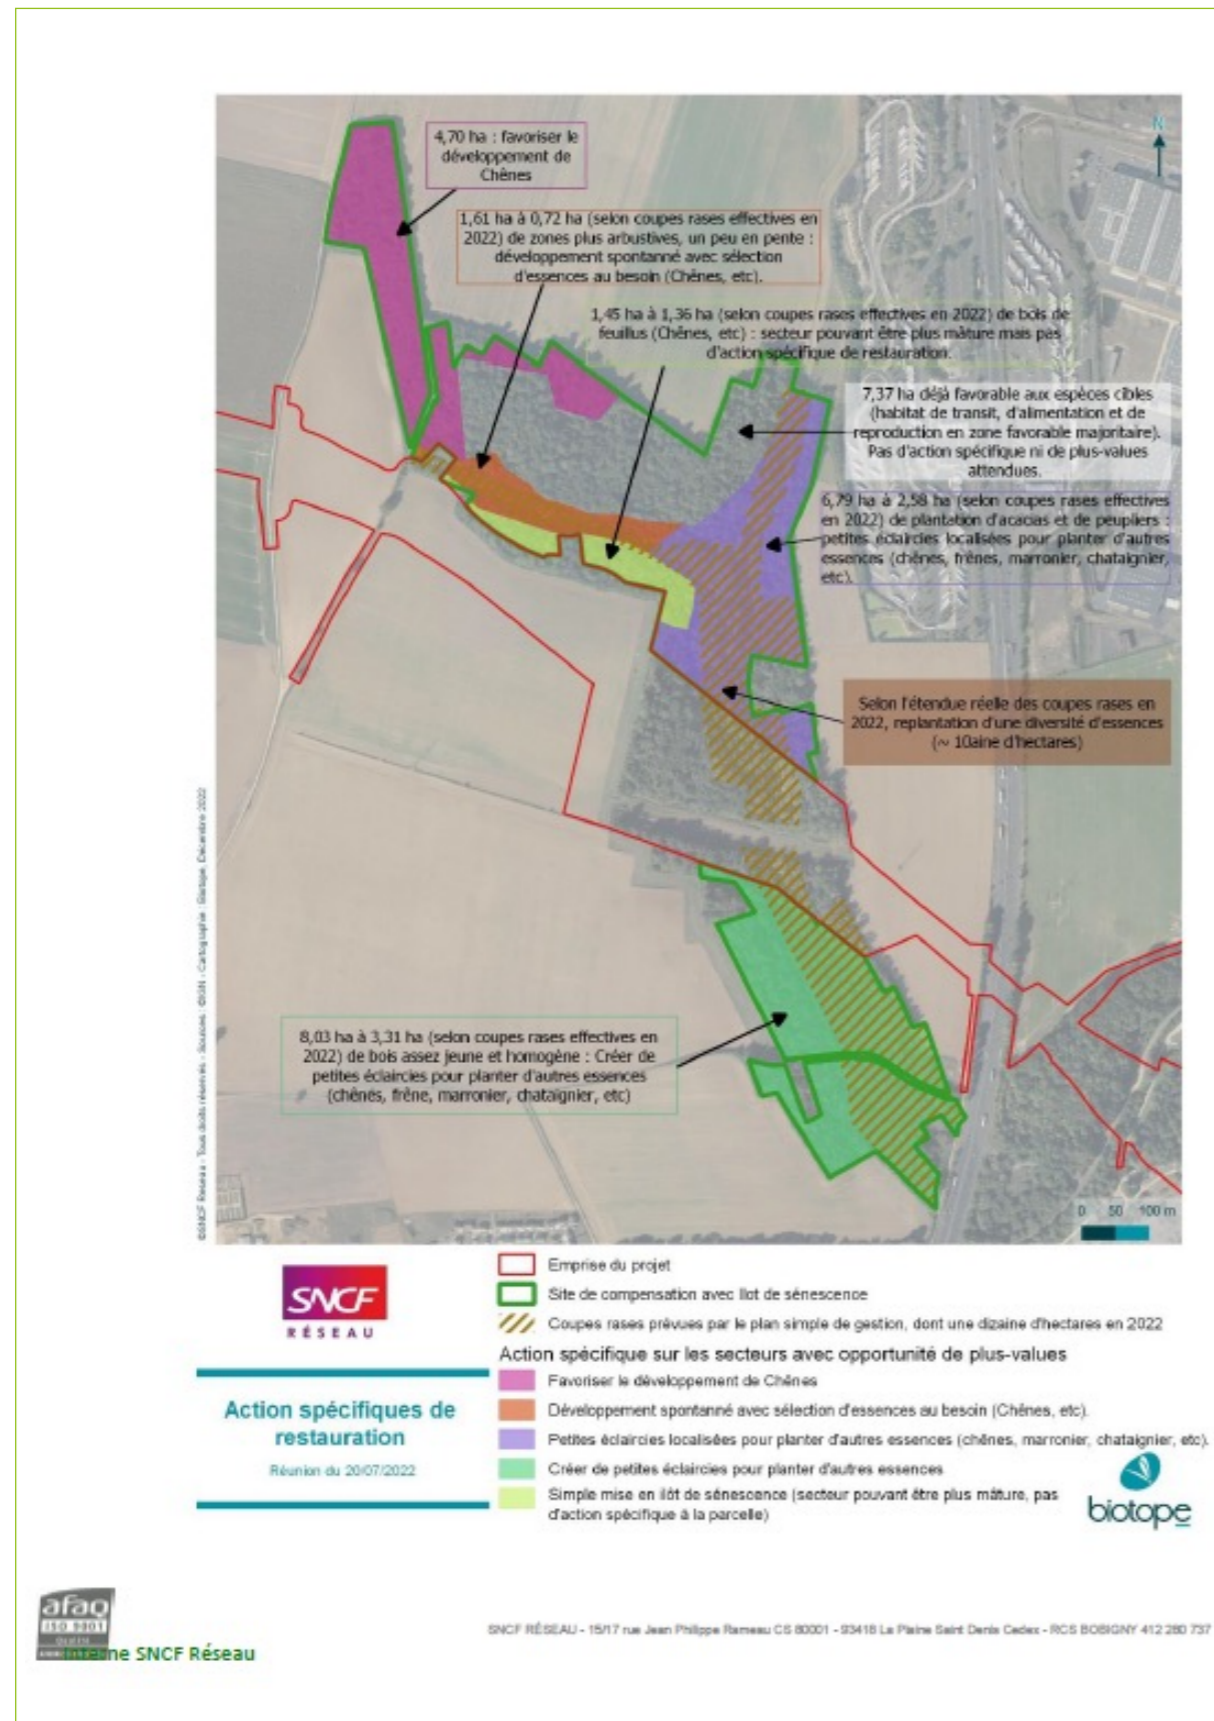 N
4,70 ha : favoriser le
développement de
Chênes
1,61 ha à 0,72 ha (selon coupes rases effectives en
2022) de zones plus arbustives, un peu en pente :
développement spontanné avec sélection
d'essences au besoin (Chênes, etc).
1,45 ha à 1,36 ha (selon coupes rases effectives en 2022) de bois de
feuillus (Chênes, etc) : secteur pouvant être plus mâture mais pas
d'action spécifique de restauration.
7,37 ha déjà favorable aux espèces cibles
(habitat de transit, d'alimentation et de
reproduction en zone favorable majoritaire).
Pas d'action spécifique ni de plus-values
attendues.
6,79 ha à 2,58 ha (selon coupes rases effectives
en 2022) de plantation d'acacias et de peupliers :
petites éclaircies localisées pour planter d'autres
essences (chênes, frênes, marronier, chataignier,
etc).
Selon l'étendue réelle des coupes rases en
2022, replantation d'une diversité d'essences
(~ 10aine d'hectares)
8,03 ha à 3,31 ha (selon coupes rases effectives en
2022) de bois assez jeune et homogène : Créer de
petites éclaircies pour planter d'autres essences
(chênes, frêne, marronier, chataignier, etc)
©SNCF Reseau - Tous droits réservés - Sources : ©IGN - Cartographie : Biotope, Décembre 2022
0 50 100 m
SNCF
RÉSEAU
Action spécifiques de
restauration
Réunion du 20/07/2022
Emprise du projet
Site de compensation avec îlot de sénescence
Coupes rases prévues par le plan simple de gestion, dont une dizaine d'hectares en 2022
Action spécifique sur les secteurs avec opportunité de plus-values
Favoriser le développement de Chênes
Développement spontanné avec sélection d'essences au besoin (Chênes, etc).
Petites éclaircies localisées pour planter d'autres essences (chênes, marronier, chataignier, etc).
Créer de petites éclaircies pour planter d'autres essences
Simple mise en ilôt de sénescence (secteur pouvant être plus mâture, pas
d'action spécifique à la parcelle)
biotope
afaq
ISO 9001
Interne SNCF Réseau
SNCF RÉSEAU - 15/17 rue Jean Philippe Rameau CS 80001 - 93418 La Plaine Saint Denis Cedex - RCS BOBIGNY 412 280 737